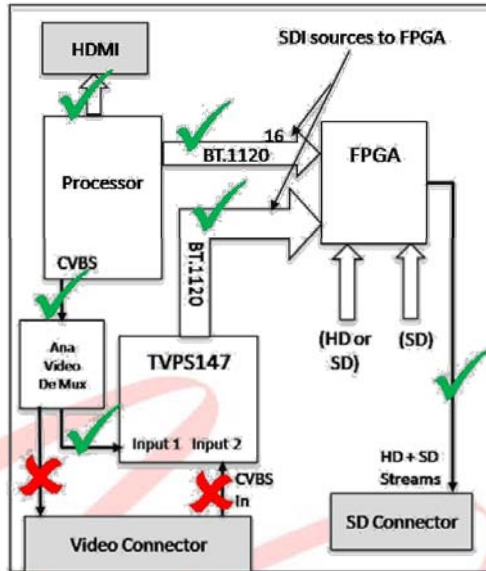 HDMI
SDI sources to FPGA
16
BT.1120
FPGA
Processor
CVBS
BT.1120
Ana
Video
De Mux
TVPS147
(HD or
SD)
(SD)
Input 1 Input 2
CVBS
In
HD + SD
Streams
Video Connector
SD Connector